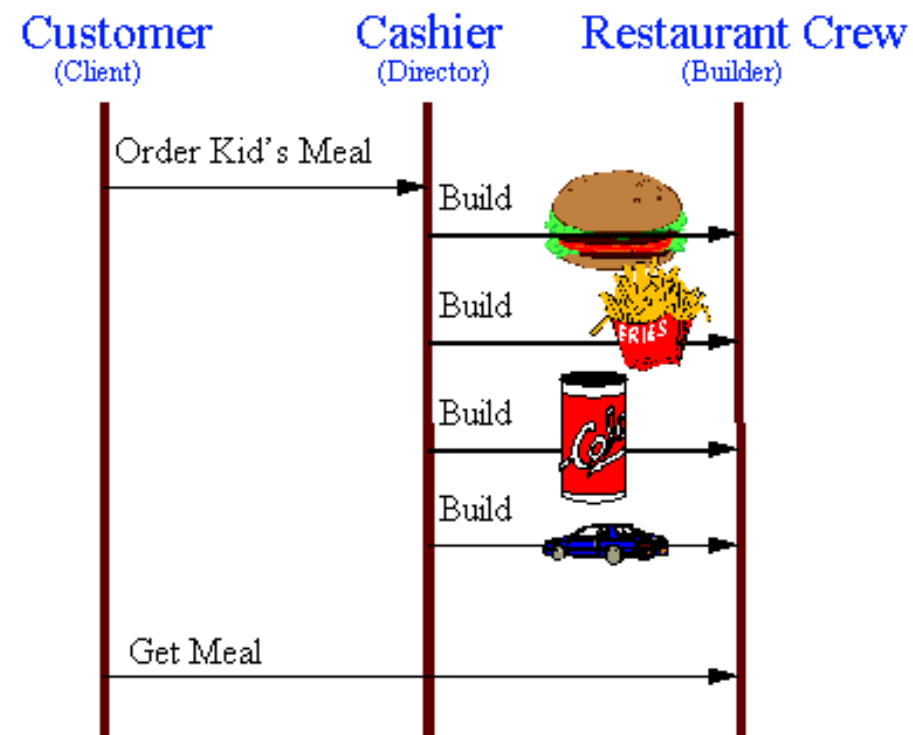 Customer
(Client)
Cashier
(Director)
Restaurant Crew
(Builder)
Order Kid's Meal
Build
Build
FRIES
Build
Build
Get Meal